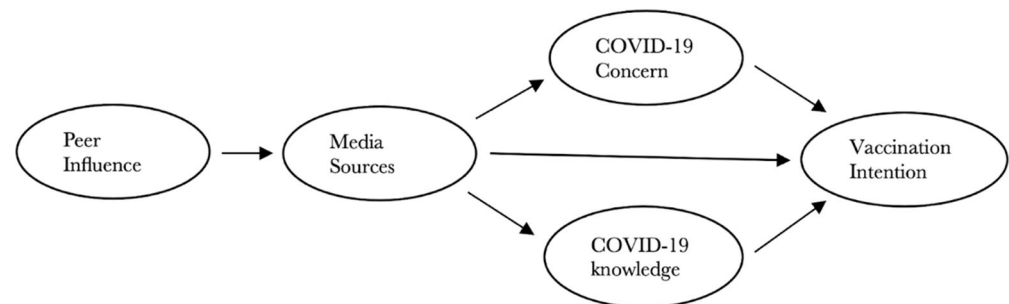 Peer
Influence
Media
Sources
COVID-19
Concern
COVID-19
knowledge
Vaccination
Intention